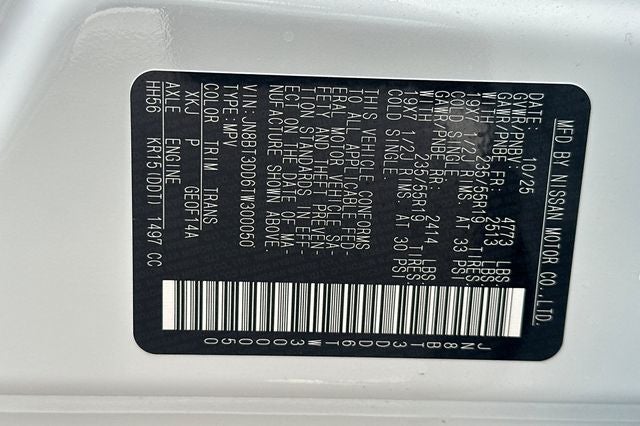 MFD BY NISSAN MOTOR CO.,LTD.
DATE: 10/25
GVWR/PNBV: 4773 LBS.
GAWR/PNBE FR: 2513 LBS.
WITH 235/55R19 TIRES,
19X7 1/2J RIMS. AT 33 PSI
COLD SINGLE
GAWR/PNBE RR: 2414 LBS.
WITH 235/55R19 TIRES,
19X7 1/2J RIMS. AT 30 PSI
COLD SINGLE
THIS VEHICLE CONFORMS
TO ALL APPLICABLE FED-
ERAL MOTOR VEHICLE SA-
FETY AND THEFT PREVEN-
TION STANDARDS IN EFF-
ECT ON THE DATE OF MA-
NUFACTURE SHOWN ABOVE.
VIN:JN8BT3DD6TW300050
TYPE:MPV
COLOR TRIM TRANS
XKJ P GE0F14A
AXLE ENGINE
HH56 KR15(DDT) 1497 CC
JN8BT3DD6TW300050